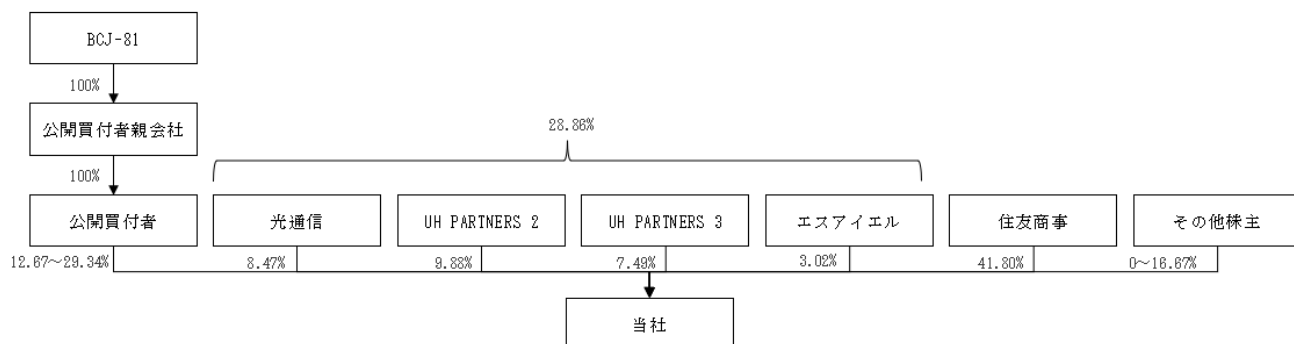 BCJ-81
100%
公開買付者親会社
28.86%
100%
公開買付者
光通信
UH PARTNERS 2
UH PARTNERS 3
エスアイエル
住友商事
その他株主
12.67～29.34%
8.47%
9.88%
7.49%
3.02%
41.80%
0～16.67%
当社